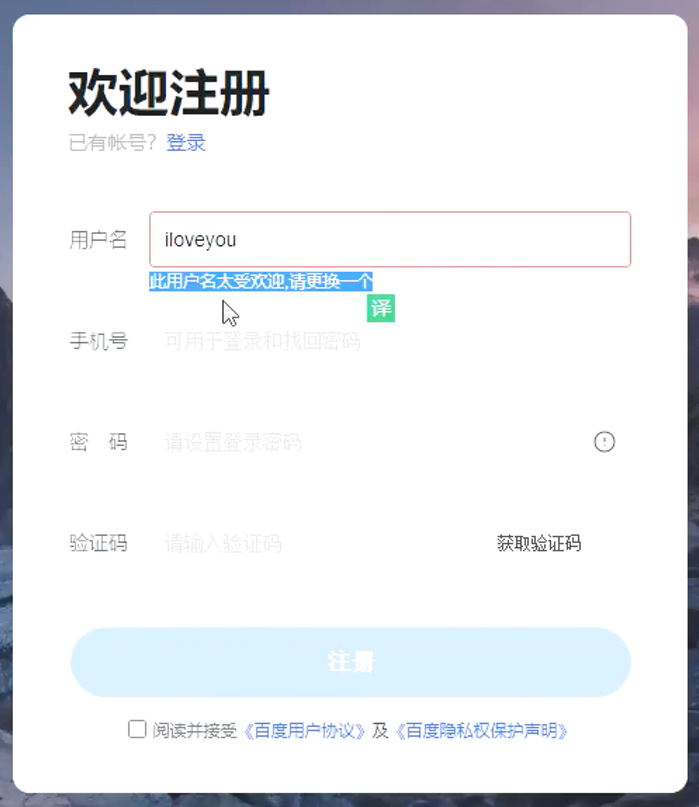 欢迎注册
已有帐号？登录
用户名 iloveyou
此用户名太受欢迎,请更换一个
译
手机号 可用于登录和找回密码
密 码 请设置登录密码
验证码 请输入验证码 获取验证码
注册
阅读并接受《百度用户协议》及《百度隐私权保护声明》